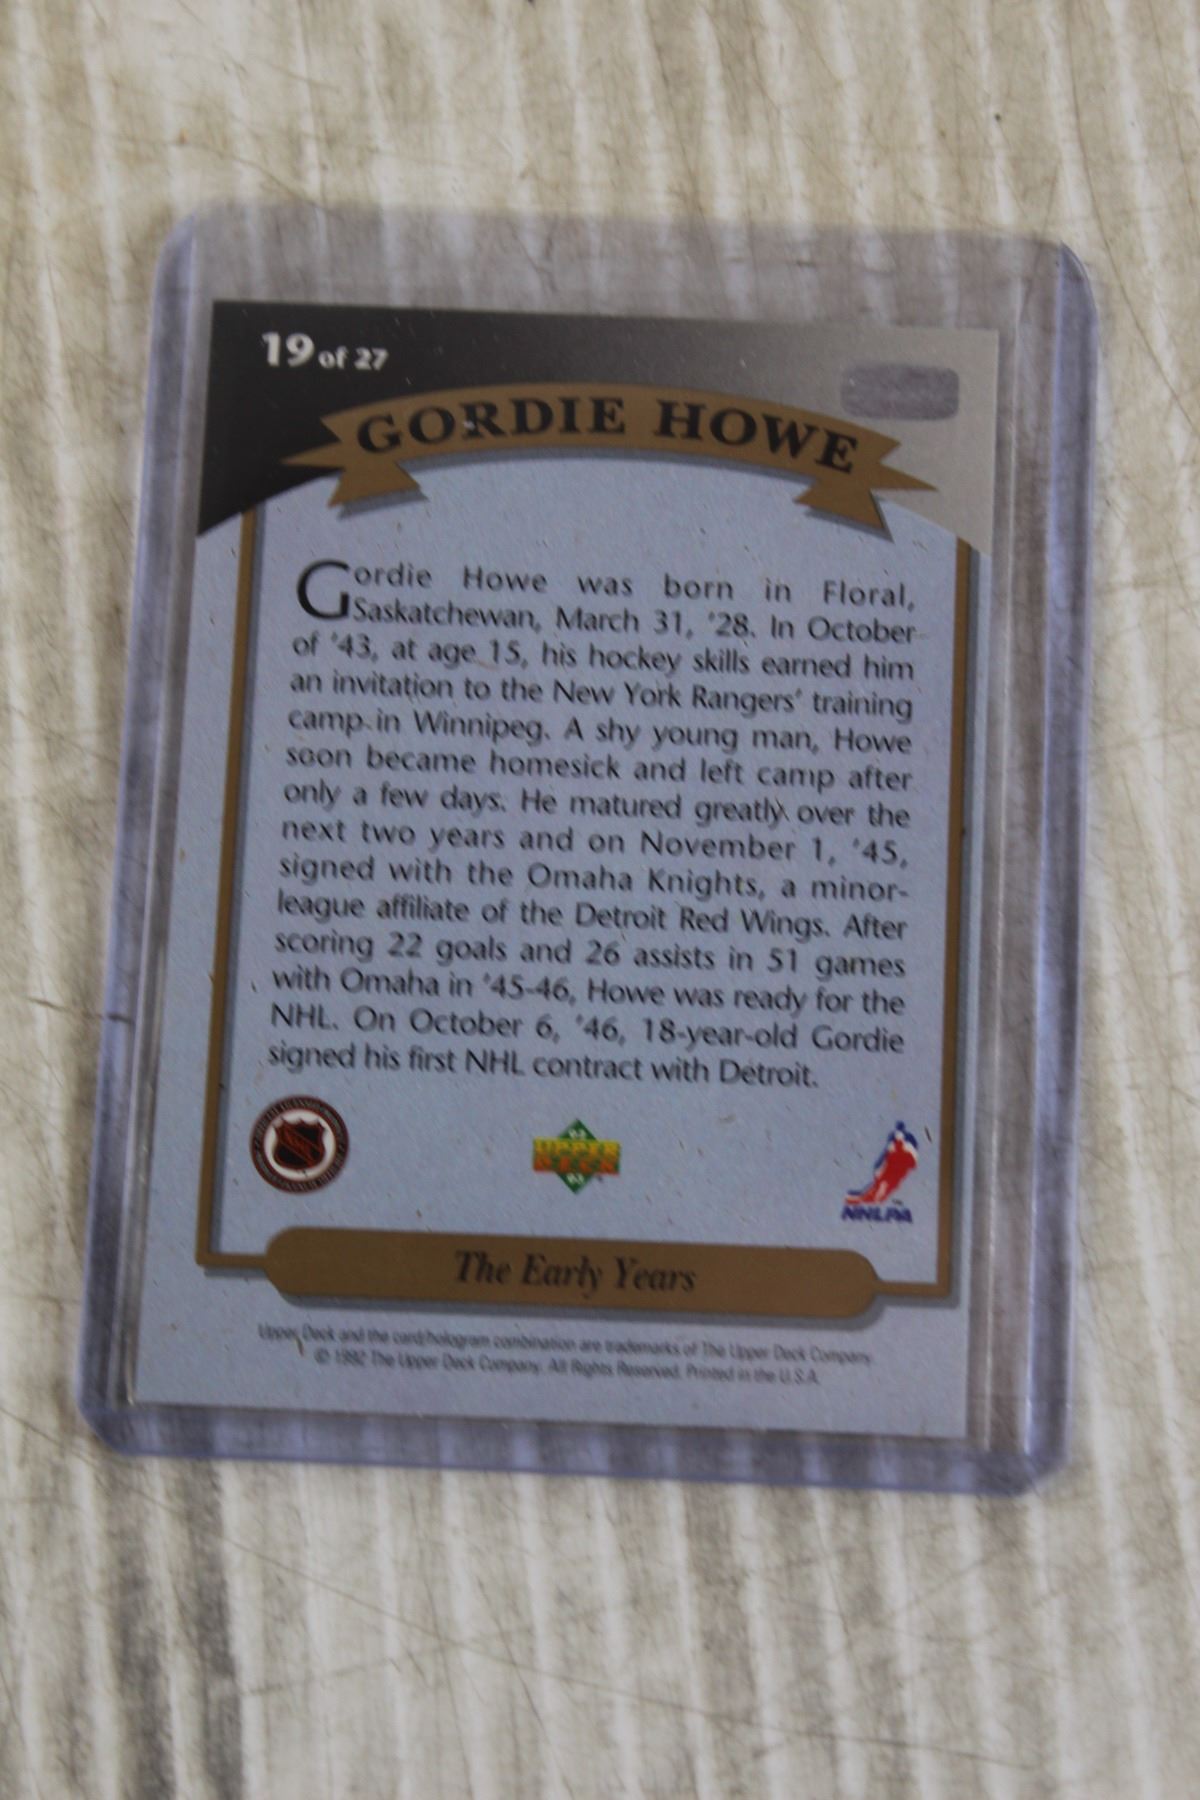 19 of 27
GORDIE HOWE
Gordie Howe was born in Floral,
Saskatchewan, March 31, '28. In October
of '43, at age 15, his hockey skills earned him
an invitation to the New York Rangers' training
camp in Winnipeg. A shy young man, Howe
soon became homesick and left camp after
only a few days. He matured greatly over the
next two years and on November 1, '45,
signed with the Omaha Knights, a minor-
league affiliate of the Detroit Red Wings. After
scoring 22 goals and 26 assists in 51 games
with Omaha in '45-46, Howe was ready for the
NHL. On October 6, '46, 18-year-old Gordie
signed his first NHL contract with Detroit.
NHL
92
UPPER
DECK
93
NHLPA
The Early Years
Upper Deck and the card/hologram combination are trademarks of The Upper Deck Company.
© 1992 The Upper Deck Company. All Rights Reserved. Printed in the U.S.A.